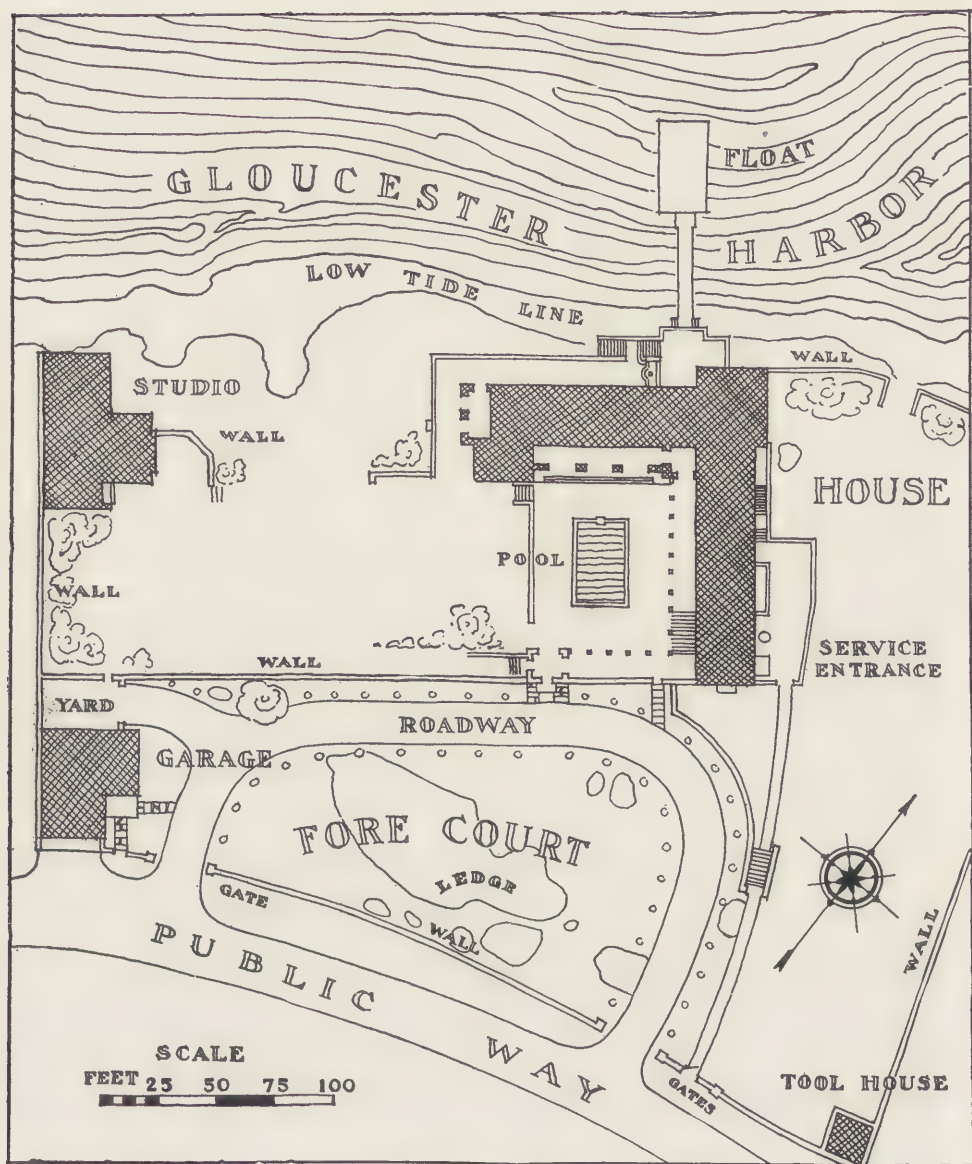 FLOAT
GLOUCESTER HARBOR
LOW TIDE LINE
WALL
STUDIO
WALL
HOUSE
POOL
WALL
WALL
SERVICE
ENTRANCE
YARD
ROADWAY
GARAGE
FORE COURT
LEDGE
GATE
WALL
WALL
PUBLIC WAY
SCALE
FEET 25 50 75 100
GATES
TOOL HOUSE